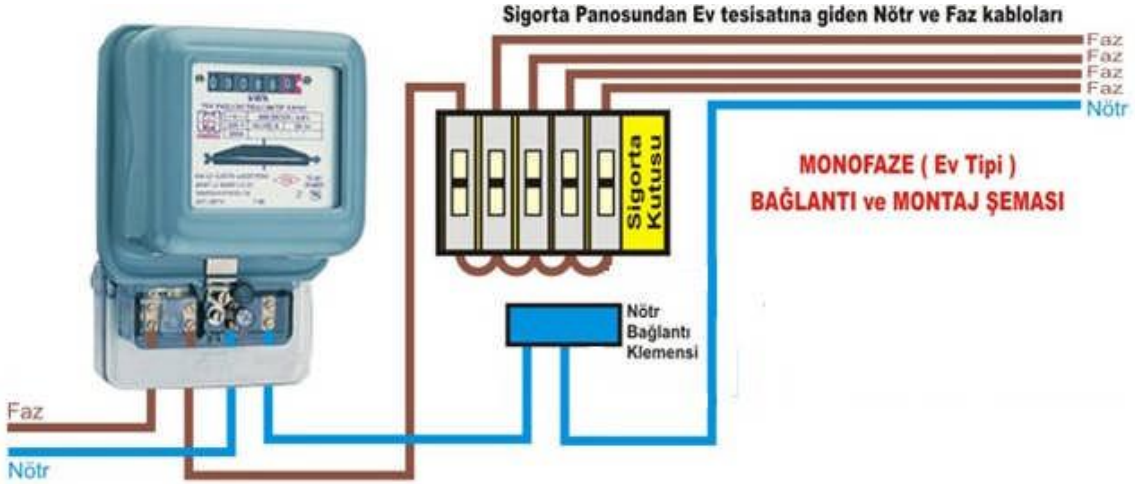 Sigorta Panosundan Ev tesisatına giden Nötr ve Faz kabloları
Faz
Faz
Faz
Faz
Nötr
Sigorta
Kutusu
MONOFAZE ( Ev Tipi )
BAĞLANTI ve MONTAJ ŞEMASI
Nötr
Bağlantı
Klemensi
Faz
Nötr